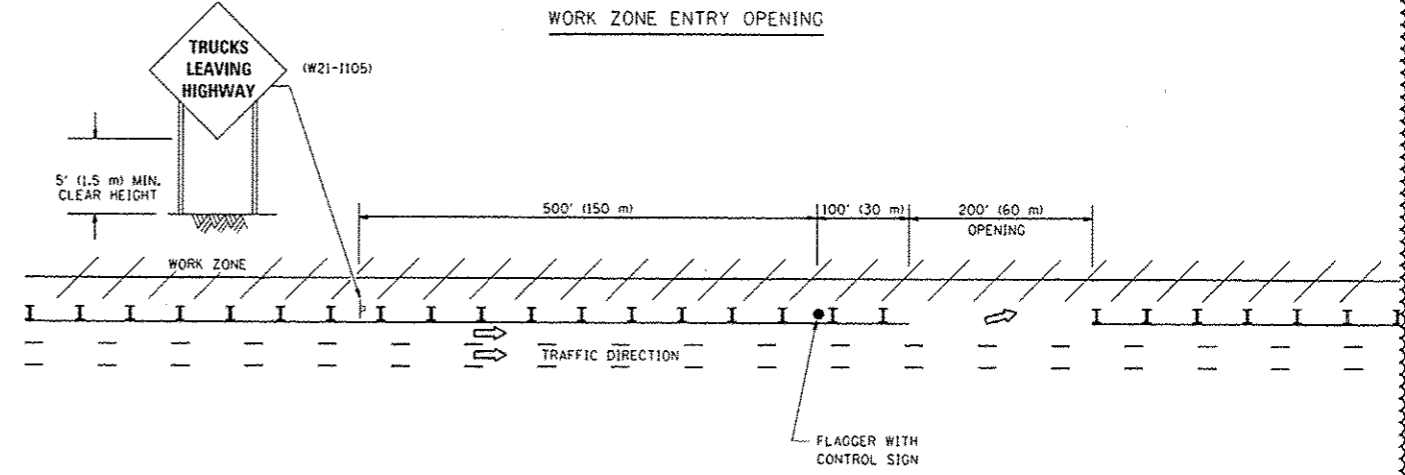 WORK ZONE ENTRY OPENING
TRUCKS
LEAVING
HIGHWAY
(W21-I105)
5' (1.5 m) MIN.
CLEAR HEIGHT
500' (150 m)
100' (30 m)
200' (60 m)
OPENING
WORK ZONE
TRAFFIC DIRECTION
FLAGGER WITH
CONTROL SIGN